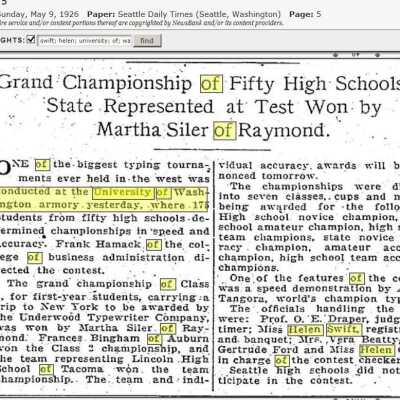 5
Sunday, May 9, 1926 Paper: Seattle Daily Times (Seattle, Washington) Page: 5
service and/or content portions thereof are copyrighted by NewsBank and/or its content providers.
GHTS: swift; helen; university; of; wa find
Grand Championship of Fifty High Schools
State Represented at Test Won by
Martha Siler of Raymond.
ONE of the biggest typing tourna-
ments ever held in the west was
conducted at the University of Wash-
ington armory yesterday, where 175
students from fifty high schools de-
termined championships in speed and
accuracy. Frank Hamack of the col-
lege of business administration di-
rected the contest.
The grand championship of Class
, for first-year students, carrying a
trip to New York to be awarded by
the Underwood Typewriter Company,
was won by Martha Siler of Ray-
mond. Frances Bingham of Auburn
won the Class 2 championship, and
the team representing Lincoln High
School of Tacoma won the team
championship. The team and indi-
vidual accuracy awards will b
nonced tomorrow.
The championships were di
into seven classes, cups and m
being awarded for the follo
High school novice champion,
school amateur champion, high s
team champions, state novice
racy champion, amateur acc
champion, high school team acc
champions.
One of the features of the co
was a speed demonstration by A
Tangora, world's champion typ
The officials handling the
were: Prof. O. E. Draper, judg
timer; Miss Helen Swift, registr
and banquet; Mrs. Vera Beatty,
Gertrude Ford and Miss Helen
in charge of the contest checker
Seattle high schools did not
ticipate in the contest.